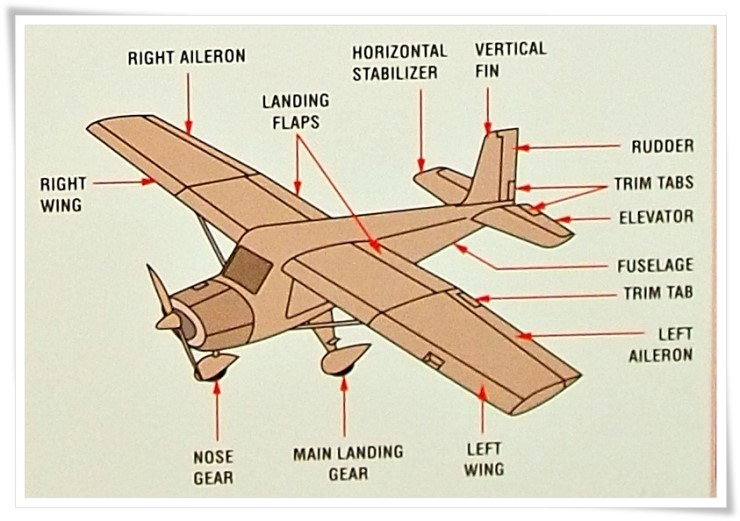 RIGHT AILERON
HORIZONTAL
STABILIZER
VERTICAL
FIN
LANDING
FLAPS
RUDDER
RIGHT
WING
TRIM TABS
ELEVATOR
FUSELAGE
TRIM TAB
LEFT
AILERON
NOSE
GEAR
MAIN LANDING
GEAR
LEFT
WING